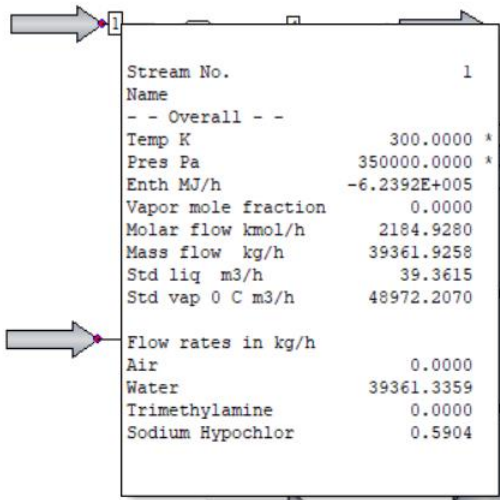 1
Stream No. 1
Name
- - Overall - -
Temp K 300.0000 *
Pres Pa 350000.0000 *
Enth MJ/h -6.2392E+005
Vapor mole fraction 0.0000
Molar flow kmol/h 2184.9280
Mass flow kg/h 39361.9258
Std liq m3/h 39.3615
Std vap 0 C m3/h 48972.2070
Flow rates in kg/h
Air 0.0000
Water 39361.3359
Trimethylamine 0.0000
Sodium Hypochlor 0.5904